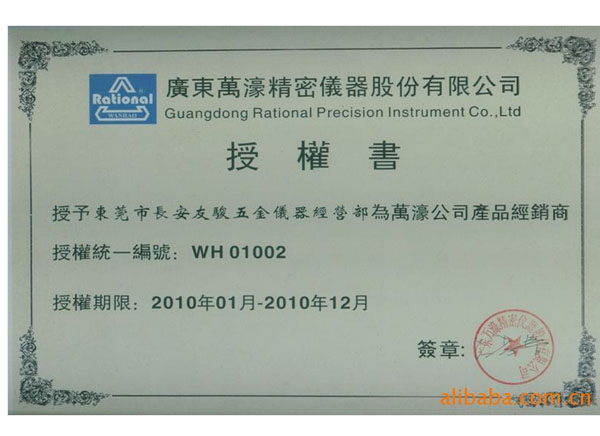 Rational
WANHAO
廣東萬濠精密儀器股份有限公司
Guangdong Rational Precision Instrument Co.,Ltd
授權書
授予東莞市長安友駿五金儀器經營部為萬濠公司產品經銷商
授權統一編號：WH 01002
授權期限：2010年01月-2010年12月
簽章：
alibaba.com.cn